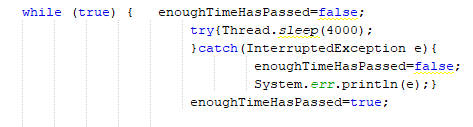 while (true) {   enoughTimeHasPassed=false;
try{Thread.sleep(4000);
}catch(InterruptedException e){
enoughTimeHasPassed=false;
System.err.println(e);}
enoughTimeHasPassed=true;